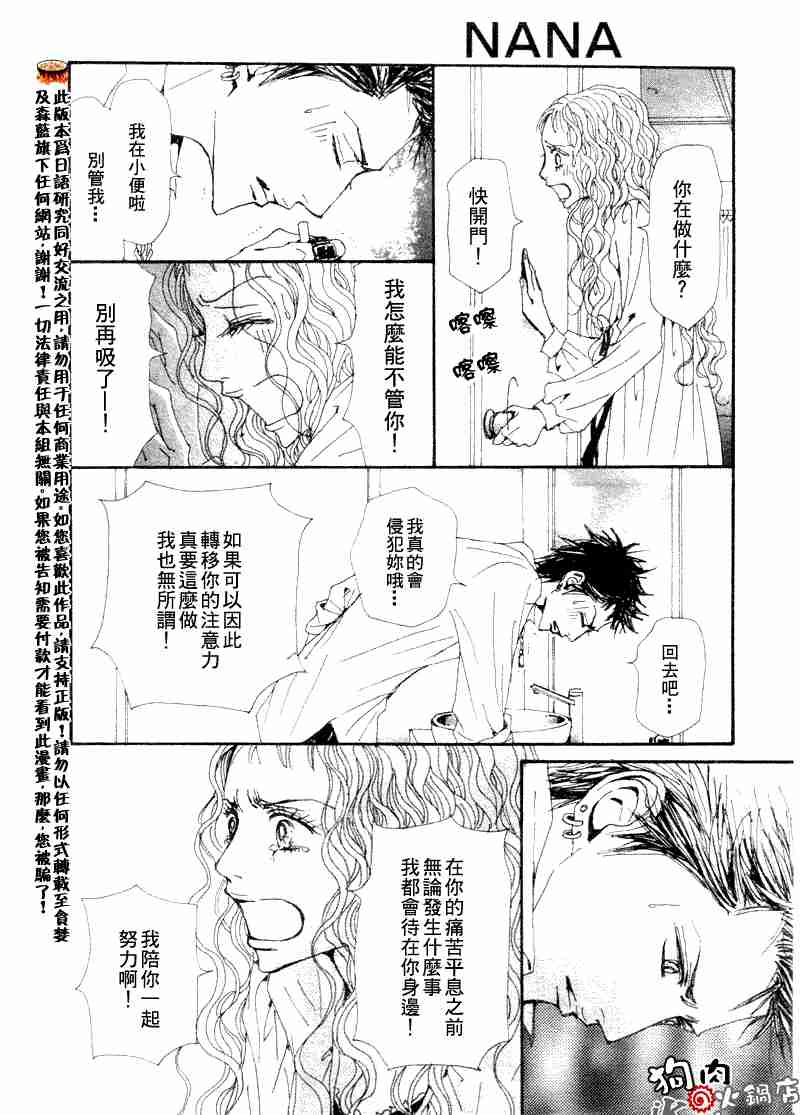 NANA
你在做什麼?
快開門!
喀嚓
喀嚓
我在小便啦
別管我…
我怎麼能不管你!
別再吸了—!
我真的會
侵犯妳哦…
如果可以因此
轉移你的注意力
真要這麼做
我也無所謂!
回去吧…
在你的痛苦平息之前
無論發生什麼事
我都會待在你身邊!
我陪你一起
努力啊!
此版本爲日語研究同好交流之用,請勿用于任何商業用途。如您喜歡此作品,請支持正版!請勿以任何形式轉載至貪婪
及森藍旗下任何網站,謝謝!一切法律責任與本組無關。如果您被告知需要付款才能看到此漫畫,那麼,您被騙了!
狗肉
火鍋店